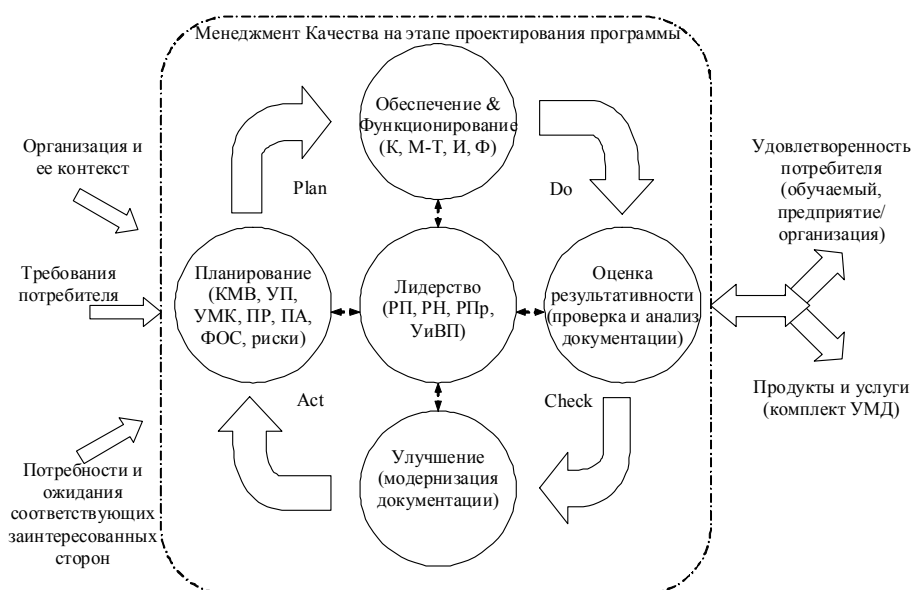 Менеджмент Качества на этапе проектирования программы
Организация и
ее контекст
Требования
потребителя
Потребности и
ожидания
соответствующих
заинтересованных
сторон
Обеспечение &
Функционирование
(К, М-Т, И, Ф)
Plan
Do
Планирование
(КМВ, УП,
УМК, ПР, ПА,
ФОС, риски)
Лидерство
(РП, РН, РПр,
УиВП)
Оценка
результативности
(проверка и анализ
документации)
Act
Check
Улучшение
(модернизация
документации)
Удовлетворенность
потребителя
(обучаемый,
предприятие/
организация)
Продукты и услуги
(комплект УМД)